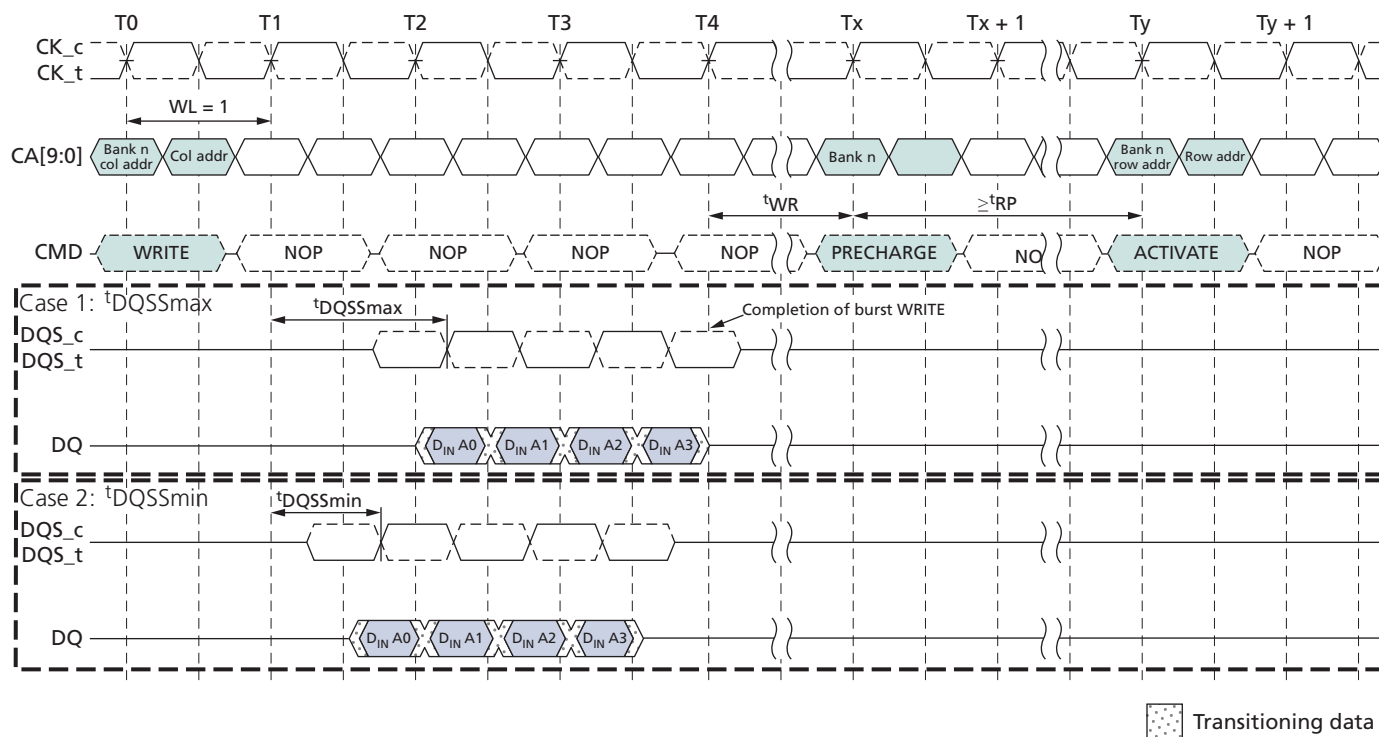 T0 T1 T2 T3 T4 Tx Tx + 1 Ty Ty + 1
CK_c
CK_t
WL = 1
CA[9:0] Bank n col addr Col addr Bank n Bank n row addr Row addr
tWR ≥tRP
CMD WRITE NOP NOP NOP NOP PRECHARGE NO ACTIVATE NOP
Case 1: tDQSSmax
tDQSSmax
Completion of burst WRITE
DQS_c
DQS_t
DQ DIN A0 DIN A1 DIN A2 DIN A3
Case 2: tDQSSmin
tDQSSmin
DQS_c
DQS_t
DQ DIN A0 DIN A1 DIN A2 DIN A3
Transitioning data